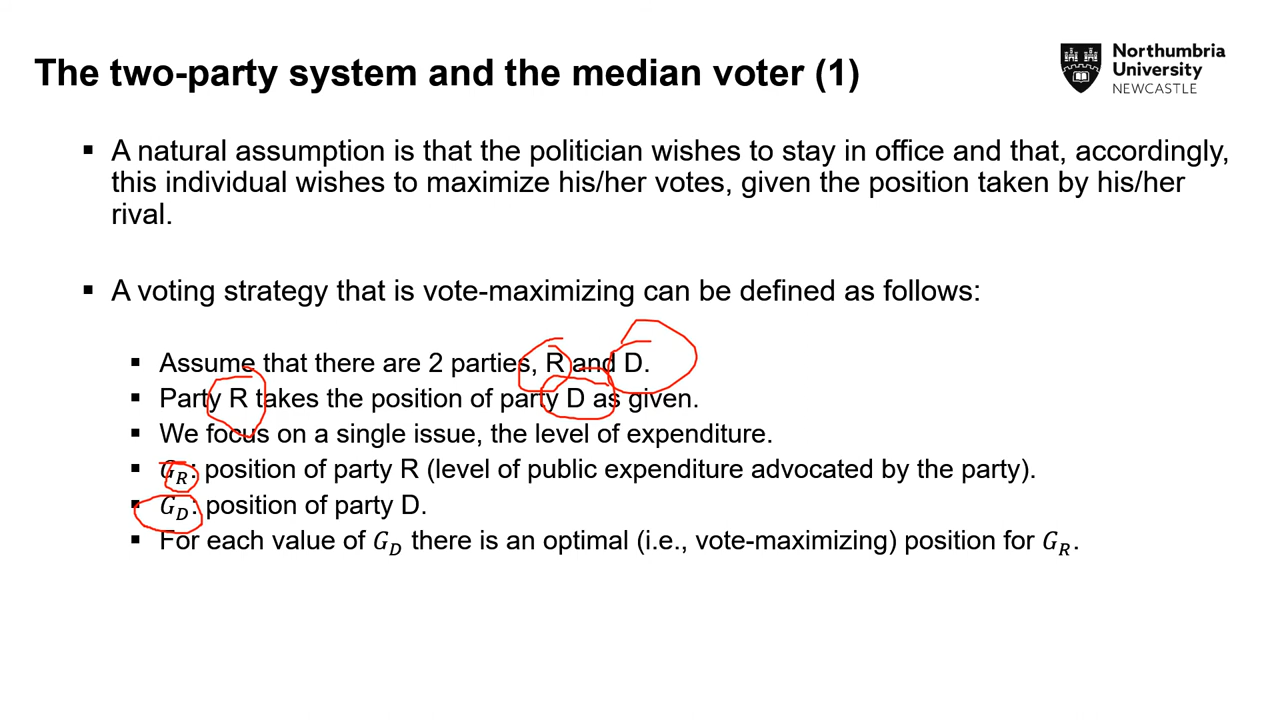 The two-party system and the median voter (1)
Northumbria
University
NEWCASTLE
▪ A natural assumption is that the politician wishes to stay in office and that, accordingly,
this individual wishes to maximize his/her votes, given the position taken by his/her
rival.
▪ A voting strategy that is vote-maximizing can be defined as follows:
▪ Assume that there are 2 parties, R and D.
▪ Party R takes the position of party D as given.
▪ We focus on a single issue, the level of expenditure.
▪ G_R: position of party R (level of public expenditure advocated by the party).
▪ G_D: position of party D.
▪ For each value of G_D there is an optimal (i.e., vote-maximizing) position for G_R.